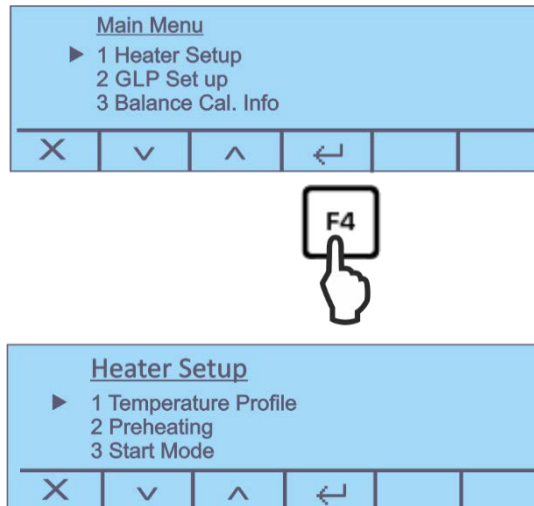 Main Menu
1 Heater Setup
2 GLP Set up
3 Balance Cal. Info
F4
Heater Setup
1 Temperature Profile
2 Preheating
3 Start Mode